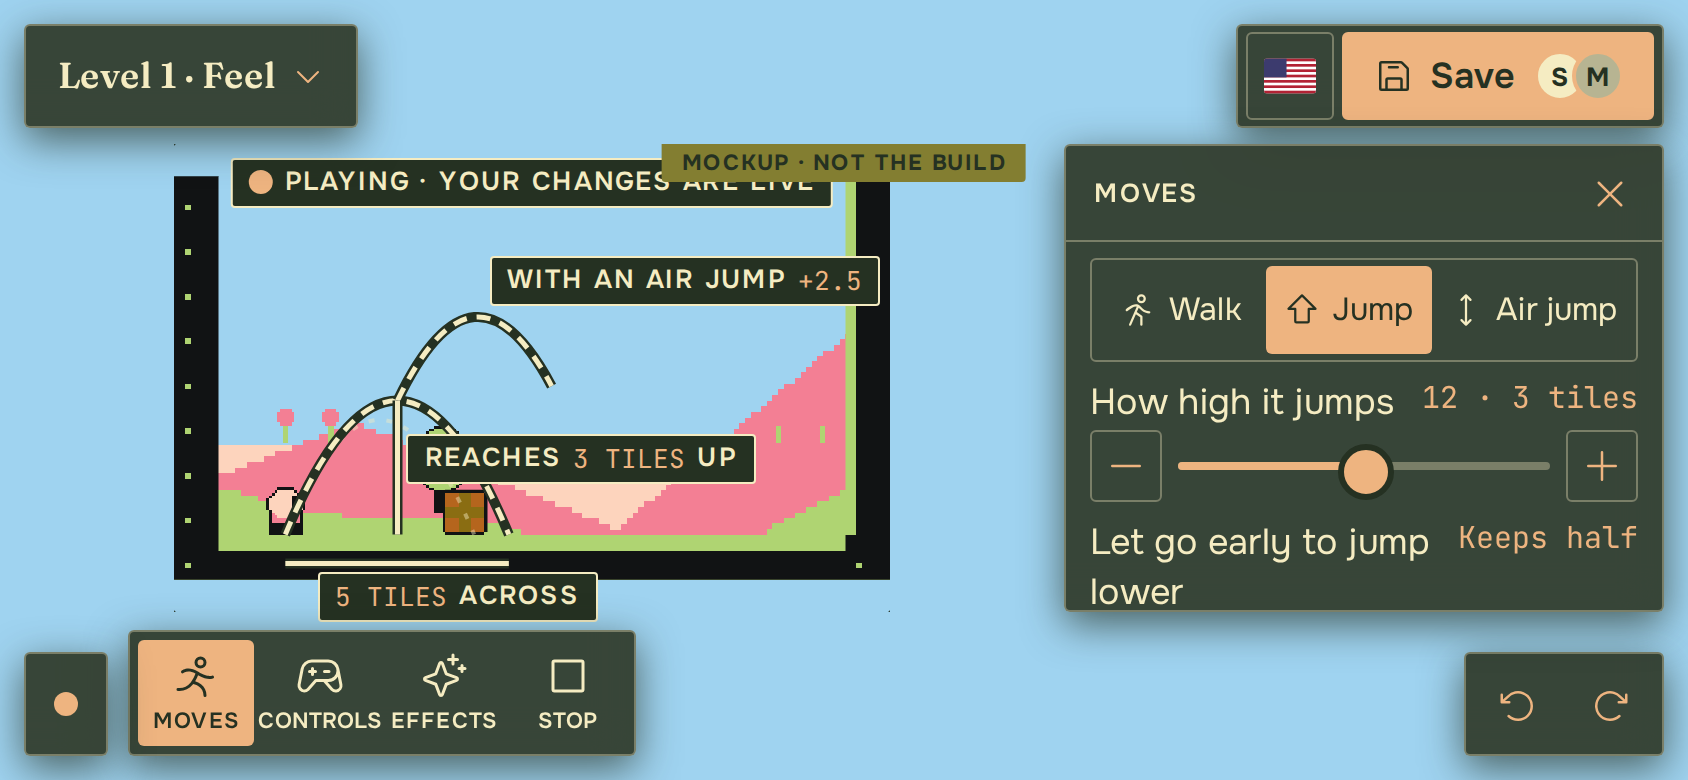 Level 1 · Feel
Save
S
M
MOCKUP · NOT THE BUILD
PLAYING · YOUR CHANGES ARE LIVE
MOVES
WITH AN AIR JUMP +2.5
Walk
Jump
Air jump
How high it jumps
12 · 3 tiles
REACHES 3 TILES UP
Let go early to jump lower
Keeps half
5 TILES ACROSS
MOVES
CONTROLS
EFFECTS
STOP